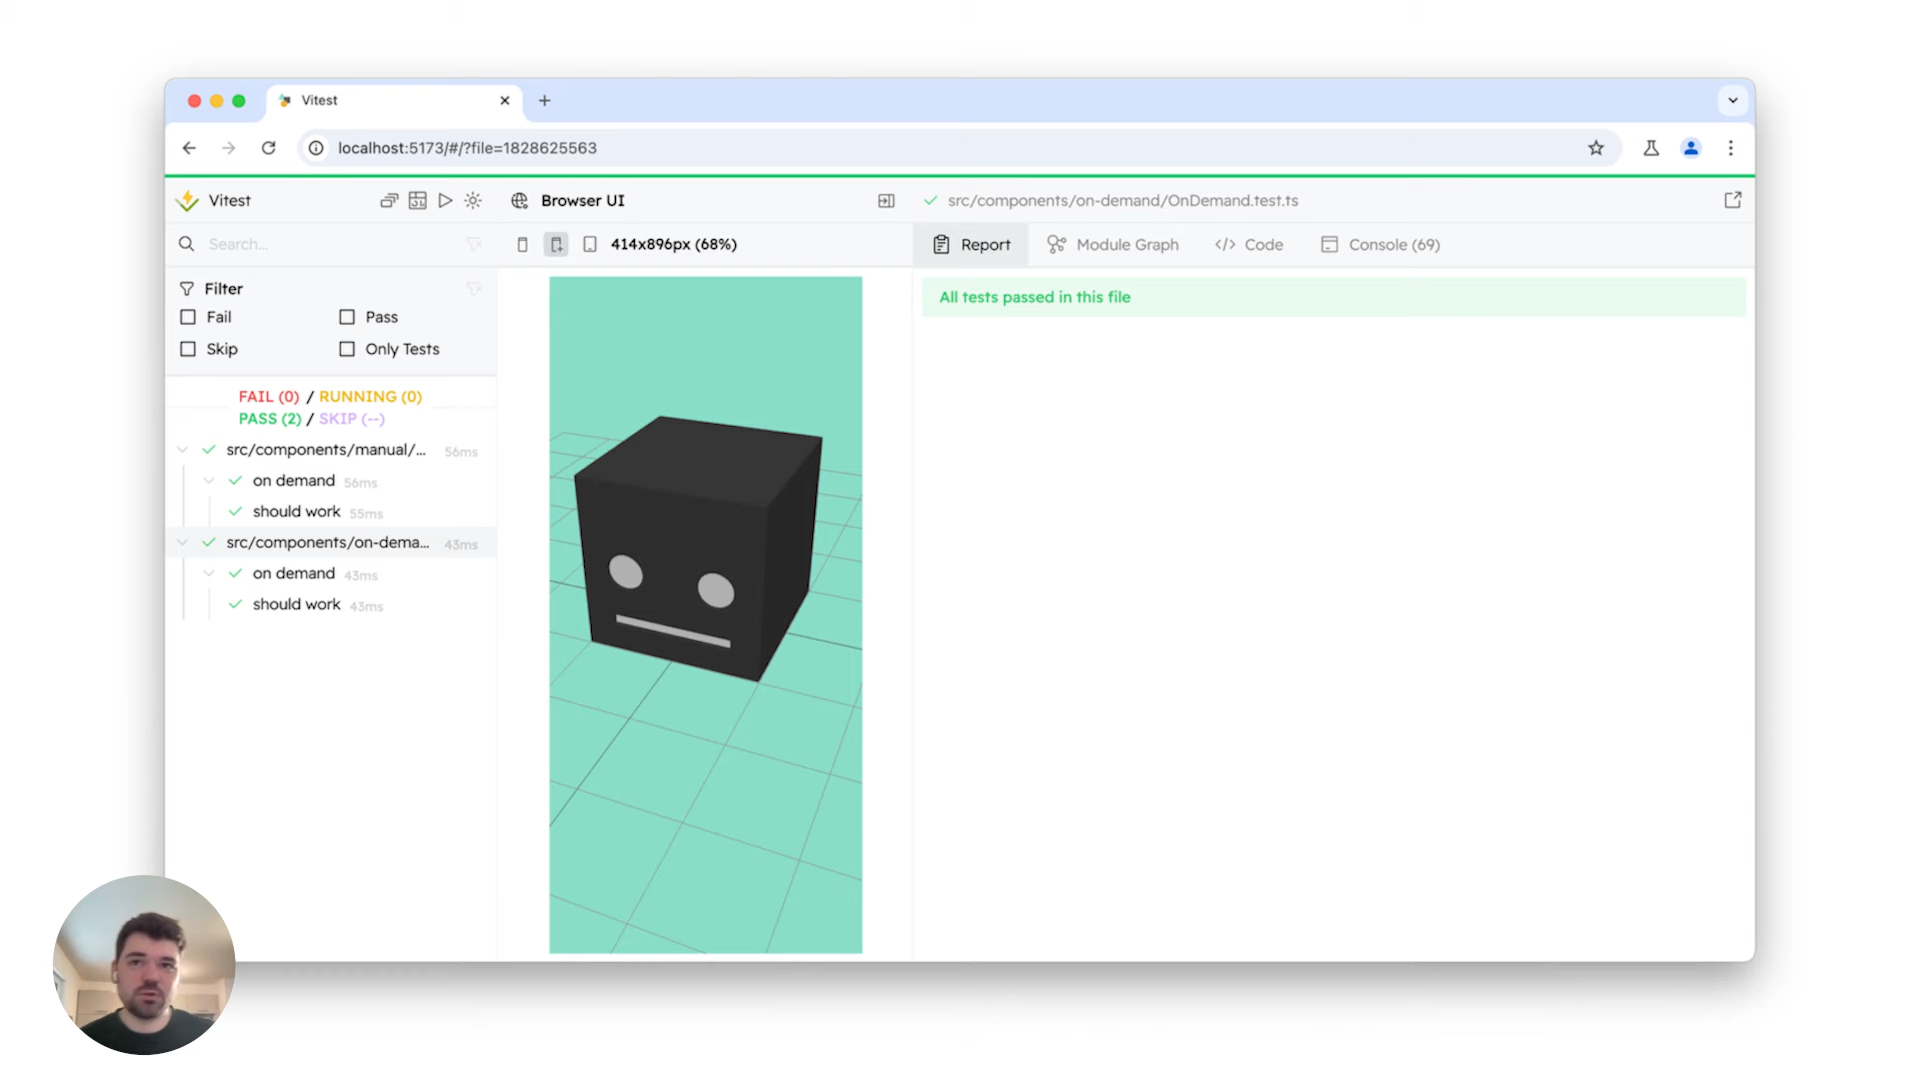 Vitest
localhost:5173/#/?file=1828625563
Vitest
Browser UI
src/components/on-demand/OnDemand.test.ts
Search...
414x896px (68%)
Report
Module Graph
Code
Console (69)
Filter
Fail
Pass
Skip
Only Tests
All tests passed in this file
FAIL (0) / RUNNING (0)
PASS (2) / SKIP (--)
src/components/manual/... 56ms
on demand 56ms
should work 55ms
src/components/on-dema... 43ms
on demand 43ms
should work 43ms